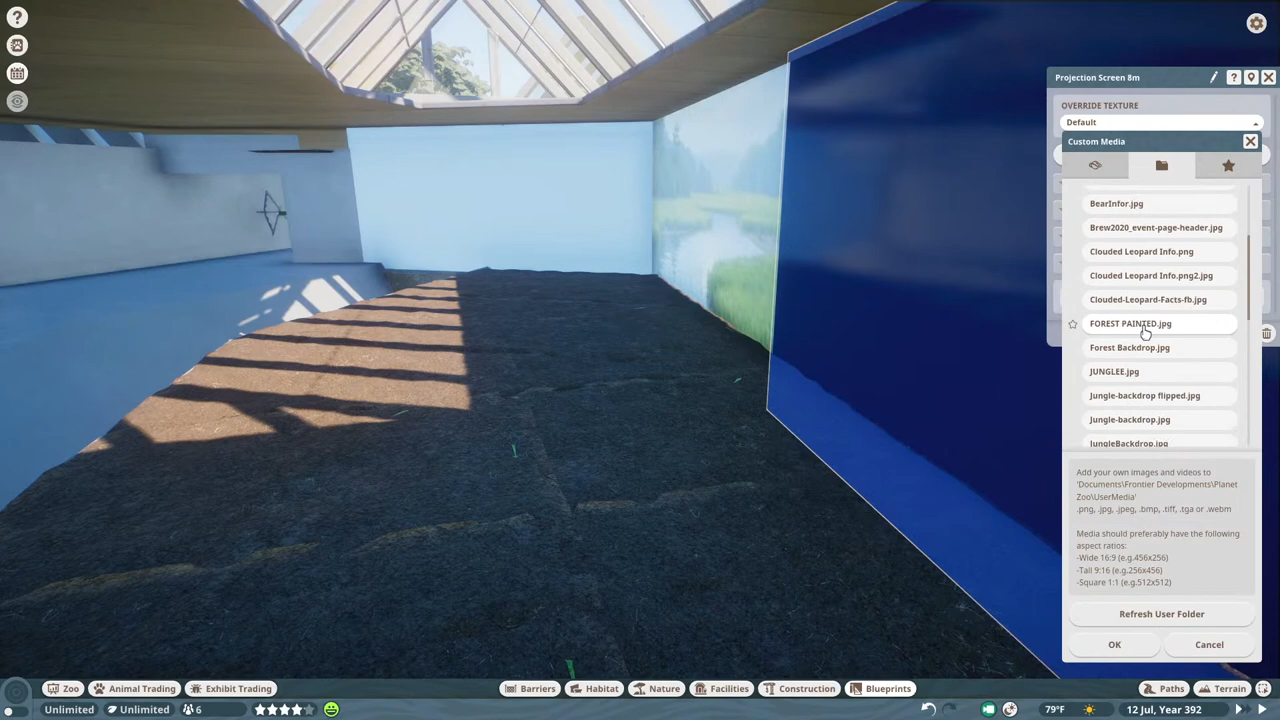 Projection Screen 8m
OVERRIDE TEXTURE
Default
Custom Media
BearInfor.jpg
Brew2020_event-page-header.jpg
Clouded Leopard Info.png
Clouded Leopard Info.png2.jpg
Clouded-Leopard-Facts-fb.jpg
FOREST PAINTED.jpg
Forest Backdrop.jpg
JUNGLEE.jpg
Jungle-backdrop flipped.jpg
Jungle-backdrop.jpg
JungleBackdrop.jpg
Add your own images and videos to
'Documents\Frontier Developments\Planet
Zoo\UserMedia'
.png, .jpg, .jpeg, .bmp, .tiff, .tga or .webm
Media should preferably have the following
aspect ratios:
-Wide 16:9 (e.g.456x256)
-Tall 9:16 (e.g.256x456)
-Square 1:1 (e.g.512x512)
Refresh User Folder
OK
Cancel
Zoo
Animal Trading
Exhibit Trading
Barriers
Habitat
Nature
Facilities
Construction
Blueprints
Paths
Terrain
Unlimited
Unlimited
6
79°F
12 Jul, Year 392